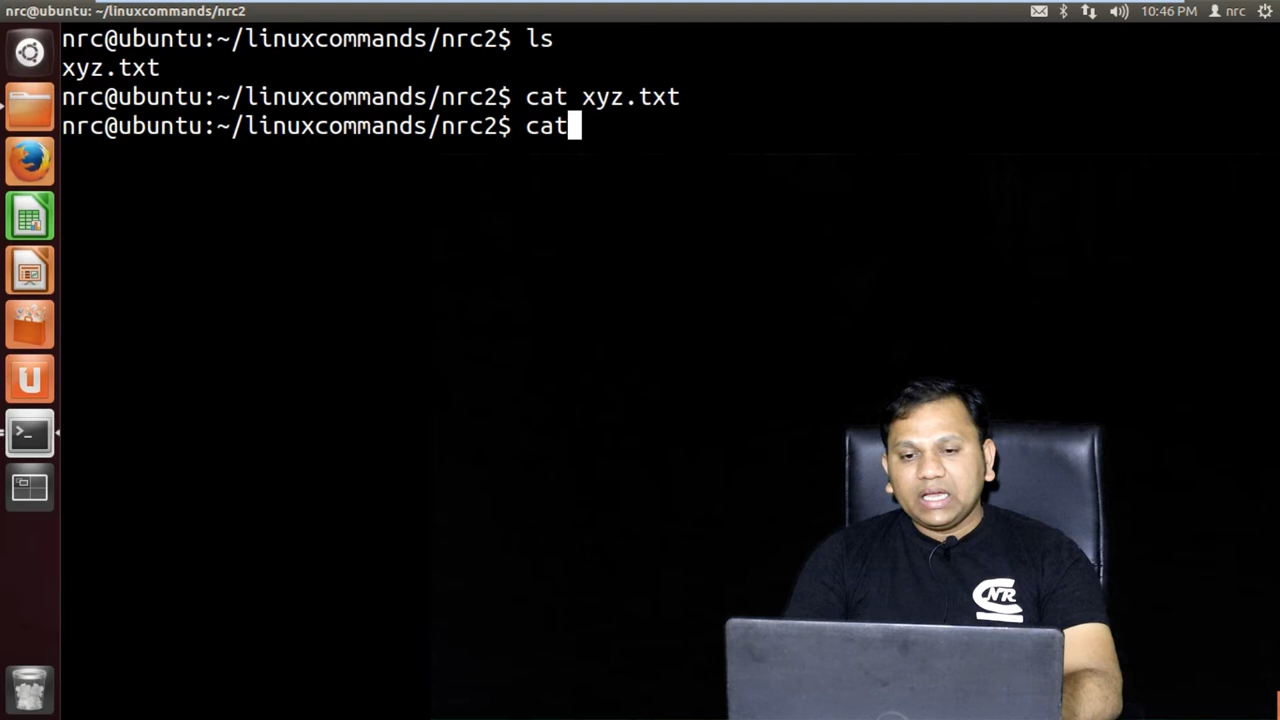 nrc@ubuntu: ~/linuxcommands/nrc2
10:46 PM
nrc
nrc@ubuntu:~/linuxcommands/nrc2$ ls
xyz.txt
nrc@ubuntu:~/linuxcommands/nrc2$ cat xyz.txt
nrc@ubuntu:~/linuxcommands/nrc2$ cat
>_
NR